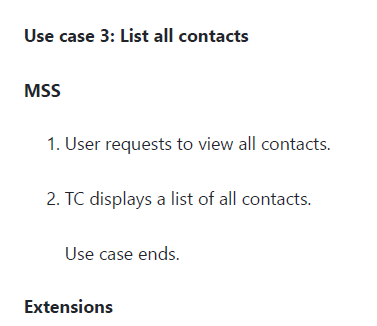 Use case 3: List all contacts
MSS
1. User requests to view all contacts.
2. TC displays a list of all contacts.
Use case ends.
Extensions